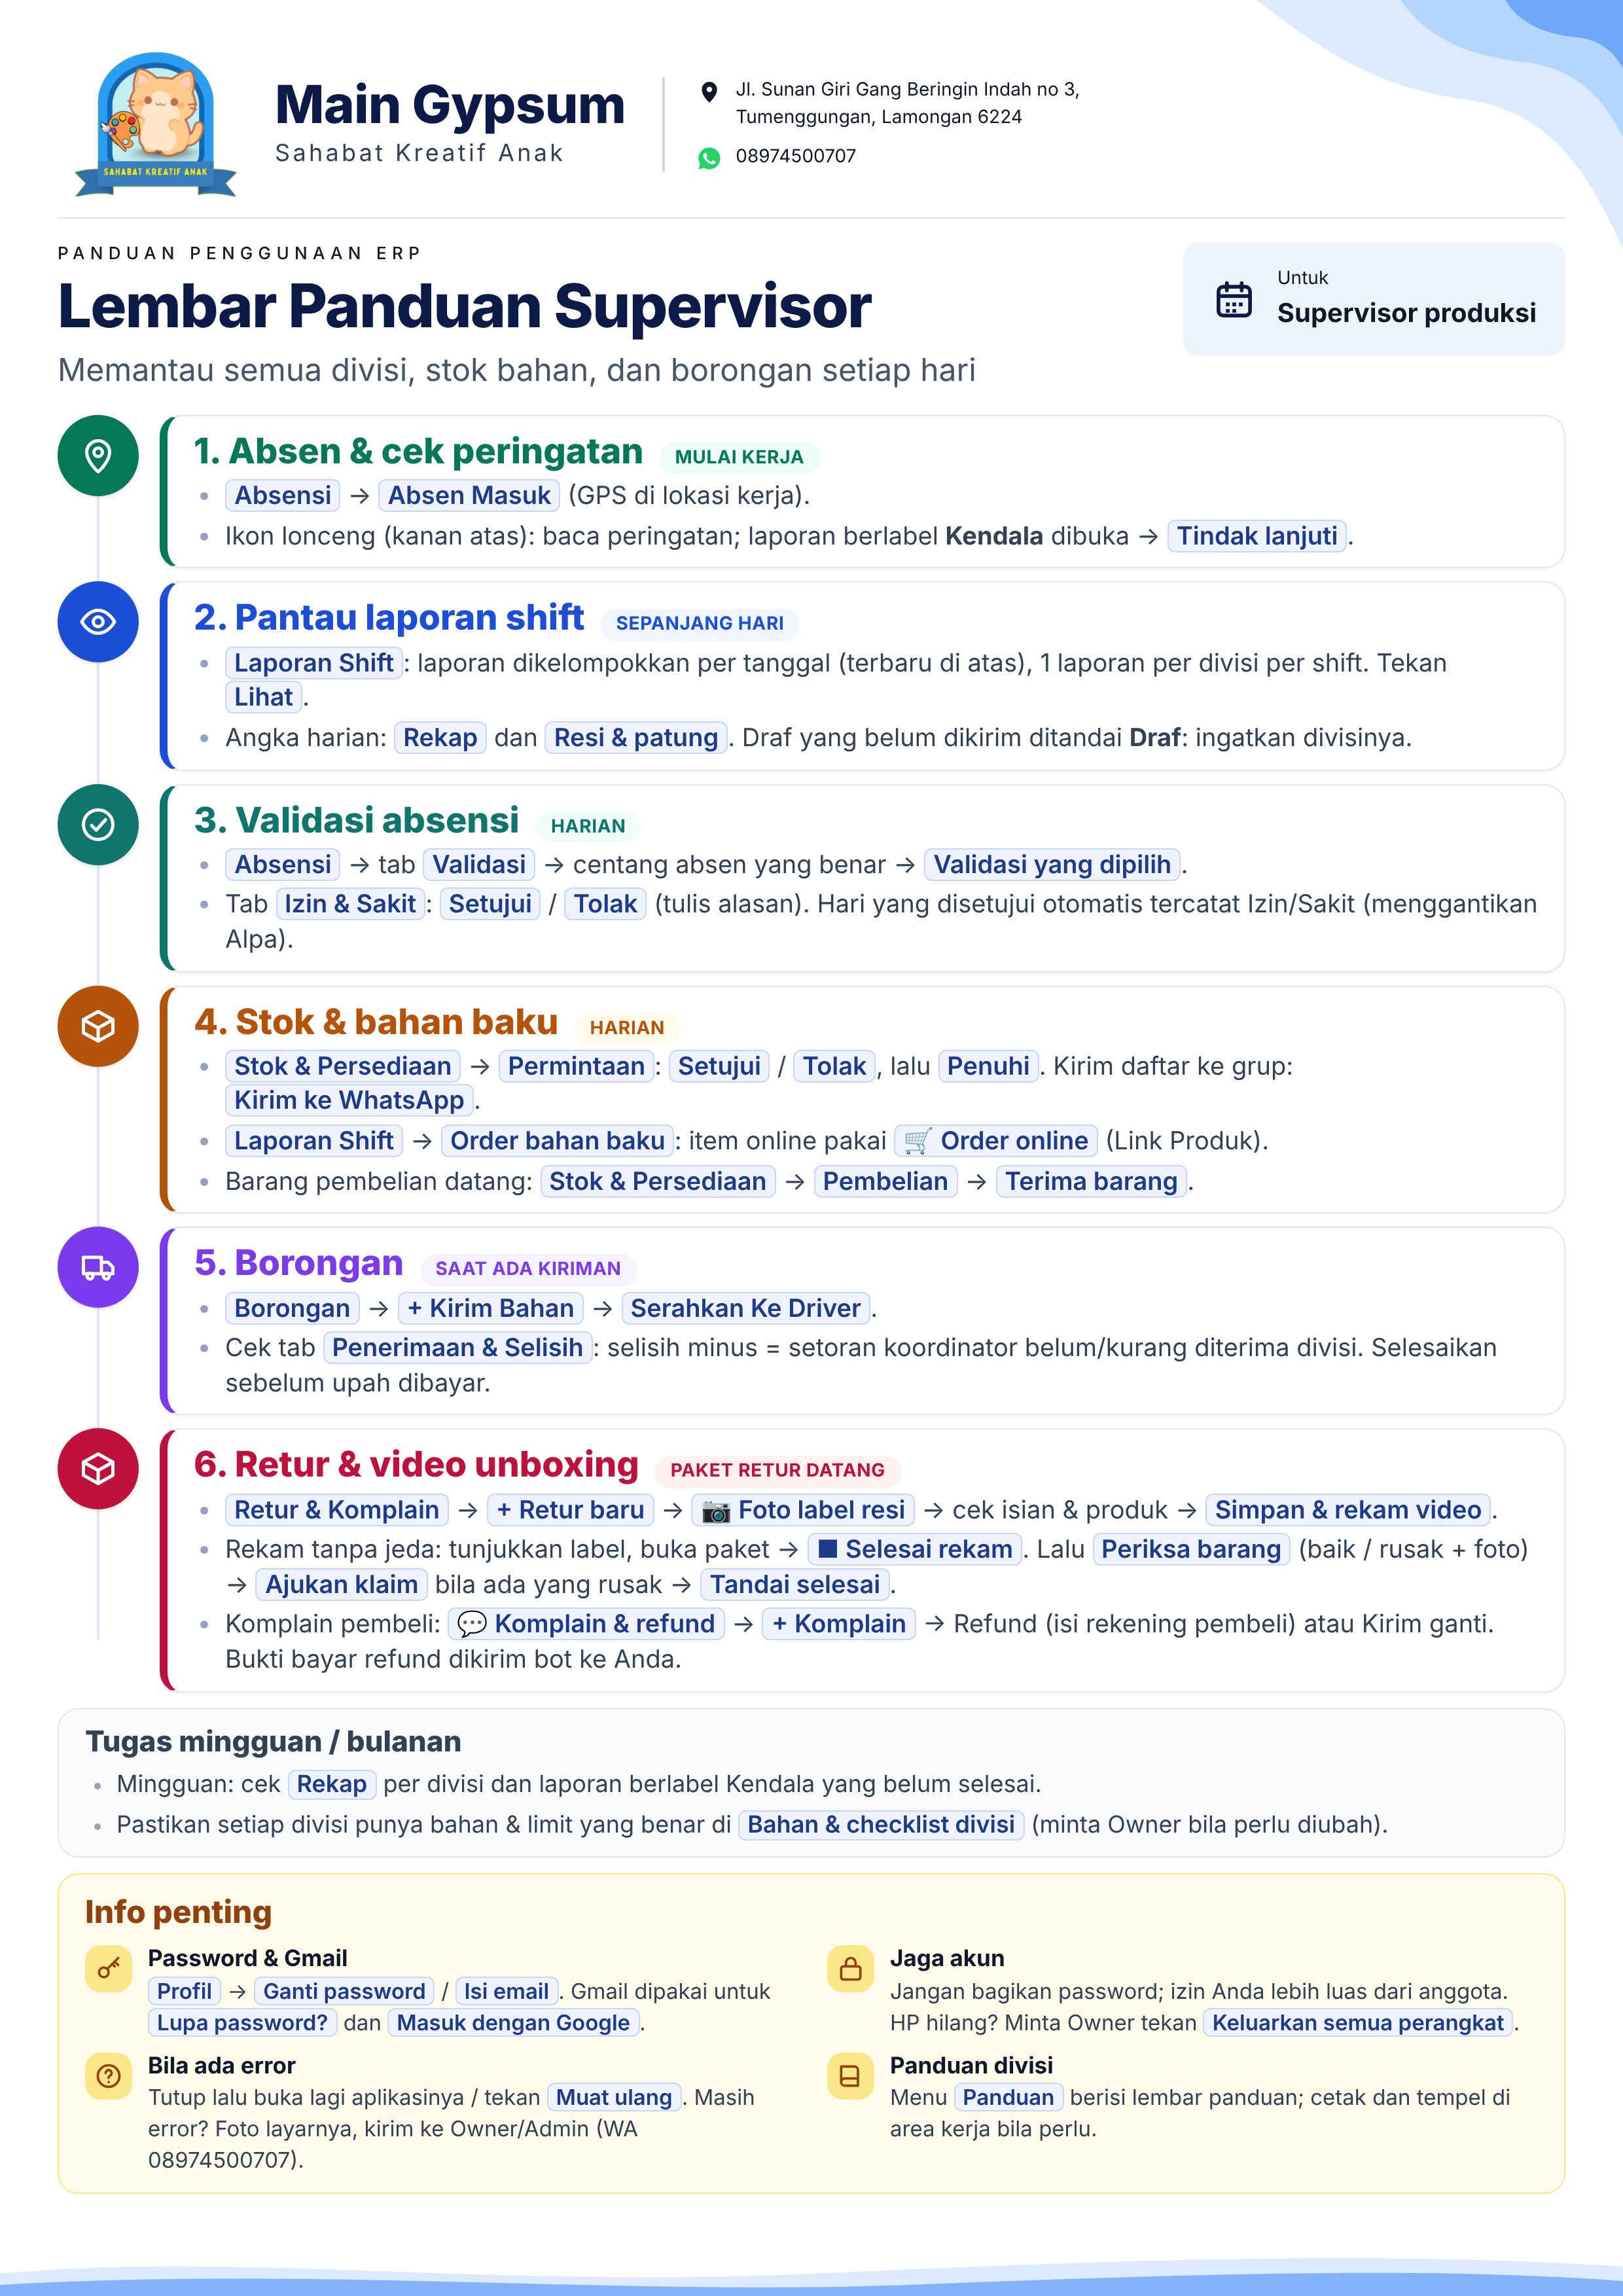 SAHABAT KREATIF ANAK
Main Gypsum
Sahabat Kreatif Anak
Jl. Sunan Giri Gang Beringin Indah no 3,
Tumenggungan, Lamongan 6224
08974500707
PANDUAN PENGGUNAAN ERP
Lembar Panduan Supervisor
Memantau semua divisi, stok bahan, dan borongan setiap hari
Untuk
Supervisor produksi
1. Absen & cek peringatan MULAI KERJA
• Absensi → Absen Masuk (GPS di lokasi kerja).
• Ikon lonceng (kanan atas): baca peringatan; laporan berlabel Kendala dibuka → Tindak lanjuti.
2. Pantau laporan shift SEPANJANG HARI
• Laporan Shift: laporan dikelompokkan per tanggal (terbaru di atas), 1 laporan per divisi per shift. Tekan
Lihat.
• Angka harian: Rekap dan Resi & patung. Draf yang belum dikirim ditandai Draf: ingatkan divisinya.
3. Validasi absensi HARIAN
• Absensi → tab Validasi → centang absen yang benar → Validasi yang dipilih.
• Tab Izin & Sakit: Setujui / Tolak (tulis alasan). Hari yang disetujui otomatis tercatat Izin/Sakit (menggantikan
Alpa).
4. Stok & bahan baku HARIAN
• Stok & Persediaan → Permintaan: Setujui / Tolak, lalu Penuhi. Kirim daftar ke grup:
Kirim ke WhatsApp.
• Laporan Shift → Order bahan baku: item online pakai 🛒 Order online (Link Produk).
• Barang pembelian datang: Stok & Persediaan → Pembelian → Terima barang.
5. Borongan SAAT ADA KIRIMAN
• Borongan → + Kirim Bahan → Serahkan Ke Driver.
• Cek tab Penerimaan & Selisih: selisih minus = setoran koordinator belum/kurang diterima divisi. Selesaikan
sebelum upah dibayar.
6. Retur & video unboxing PAKET RETUR DATANG
• Retur & Komplain → + Retur baru → 📷 Foto label resi → cek isian & produk → Simpan & rekam video.
• Rekam tanpa jeda: tunjukkan label, buka paket → ■ Selesai rekam. Lalu Periksa barang (baik / rusak + foto)
→ Ajukan klaim bila ada yang rusak → Tandai selesai.
• Komplain pembeli: 💬 Komplain & refund → + Komplain → Refund (isi rekening pembeli) atau Kirim ganti.
Bukti bayar refund dikirim bot ke Anda.
Tugas mingguan / bulanan
• Mingguan: cek Rekap per divisi dan laporan berlabel Kendala yang belum selesai.
• Pastikan setiap divisi punya bahan & limit yang benar di Bahan & checklist divisi (minta Owner bila perlu diubah).
Info penting
Password & Gmail
Profil → Ganti password / Isi email. Gmail dipakai untuk
Lupa password? dan Masuk dengan Google.
Jaga akun
Jangan bagikan password; izin Anda lebih luas dari anggota.
HP hilang? Minta Owner tekan Keluarkan semua perangkat.
Bila ada error
Tutup lalu buka lagi aplikasinya / tekan Muat ulang. Masih
error? Foto layarnya, kirim ke Owner/Admin (WA
08974500707).
Panduan divisi
Menu Panduan berisi lembar panduan; cetak dan tempel di
area kerja bila perlu.